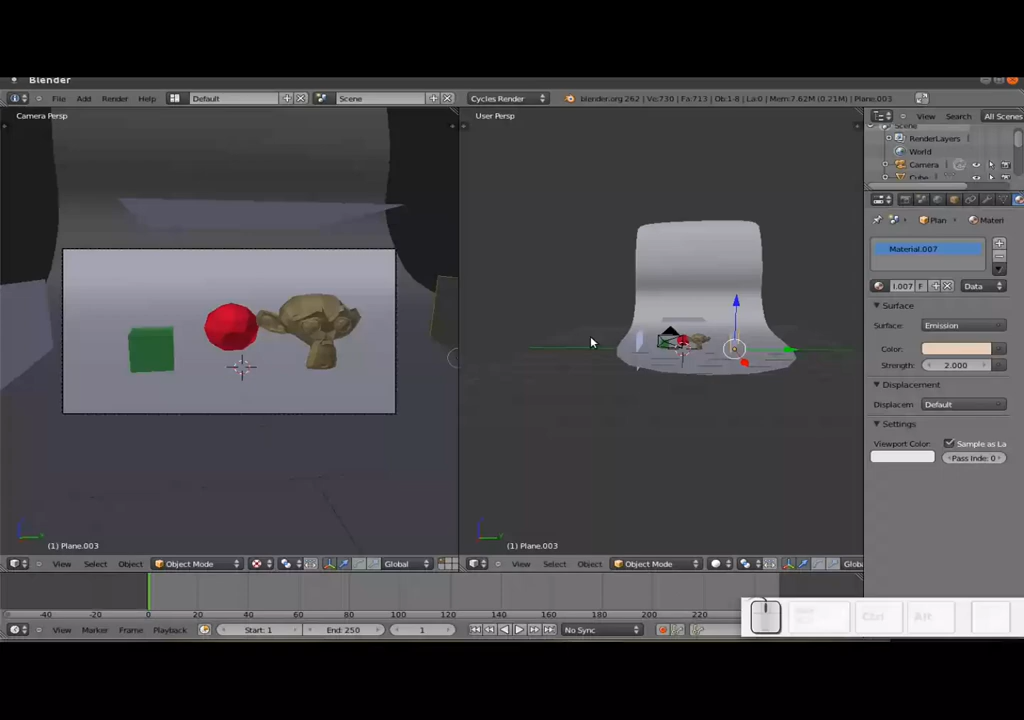 Blender
File Add Render Help Default Scene Cycles Render blender.org 262 | Ve:730 | Fa:713 | Ob:1-8 | La:0 | Mem:7.62M (0.21M) | Plane.003
Camera Persp
User Persp
View Search All Scenes
Scene
RenderLayers
World
Camera
Cube
Plan Materi
Material.007
I.007 F Data
Surface
Surface: Emission
Color:
Strength: 2.000
Displacement
Displacem Default
Settings
Viewport Color: Sample as La
Pass Inde: 0
(1) Plane.003
(1) Plane.003
View Select Object Object Mode Global
View Select Object Object Mode Globa
-40 -20 0 20 40 60 80 100 120 140 160 180 200 220
View Marker Frame Playback Start: 1 End: 250 1 No Sync
Ctrl Alt